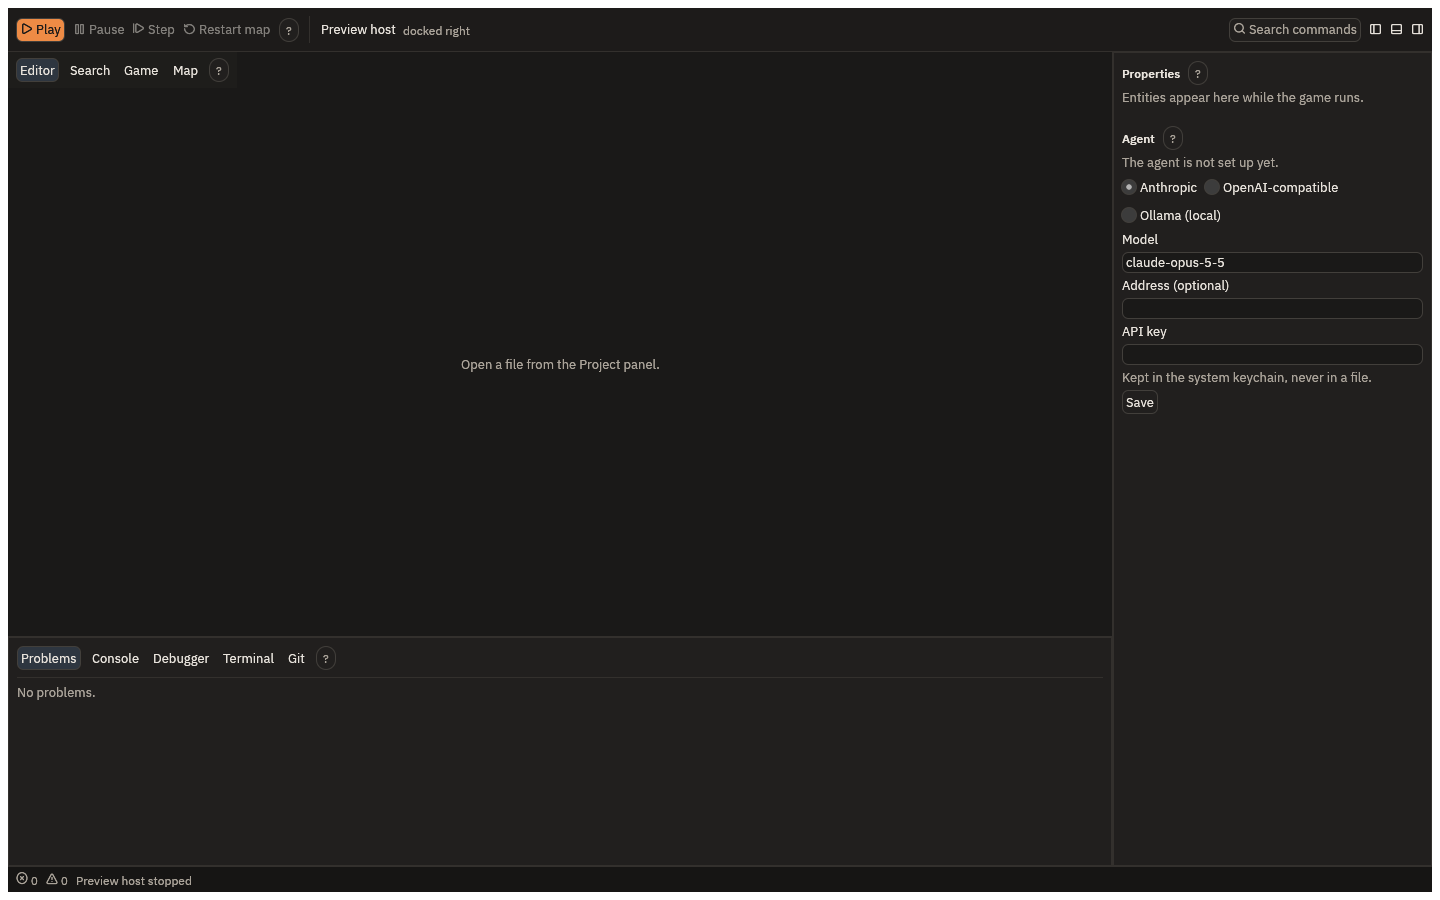 Play Pause Step Restart map ? Preview host docked right Search commands
Editor Search Game Map ?
Open a file from the Project panel.
Properties ?
Entities appear here while the game runs.
Agent ?
The agent is not set up yet.
Anthropic OpenAI-compatible
Ollama (local)
Model
claude-opus-5-5
Address (optional)
API key
Kept in the system keychain, never in a file.
Save
Problems Console Debugger Terminal Git ?
No problems.
0 0 Preview host stopped